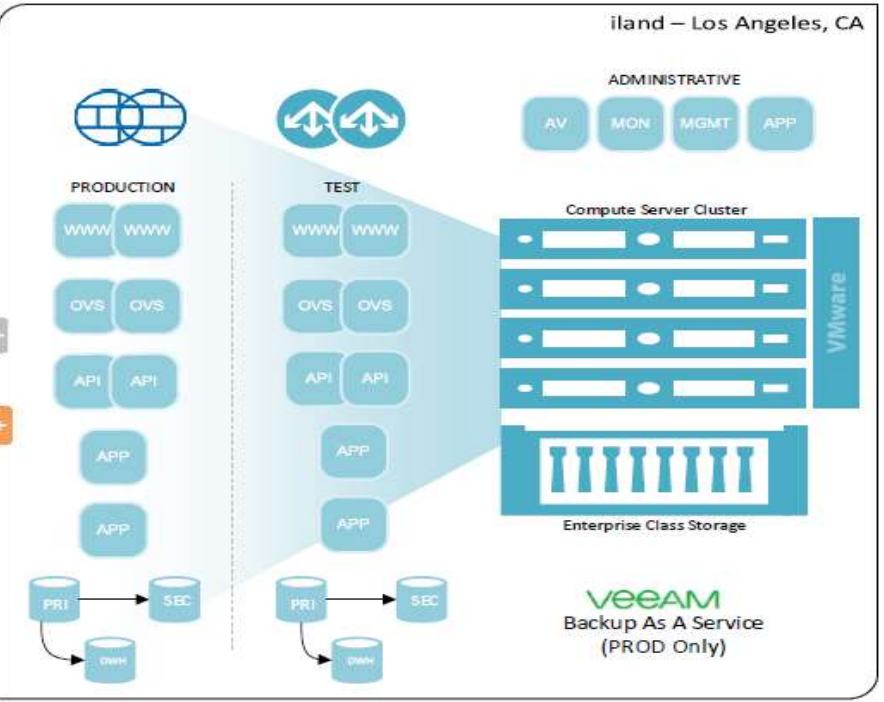 iland – Los Angeles, CA
ADMINISTRATIVE
AV MON MGMT APP
PRODUCTION
WWW WWW
OVS OVS
API API
APP
APP
PRI SEC
DWH
TEST
WWW WWW
OVS OVS
API API
APP
APP
PRI SEC
DWH
Compute Server Cluster
VMware
Enterprise Class Storage
veeam
Backup As A Service
(PROD Only)